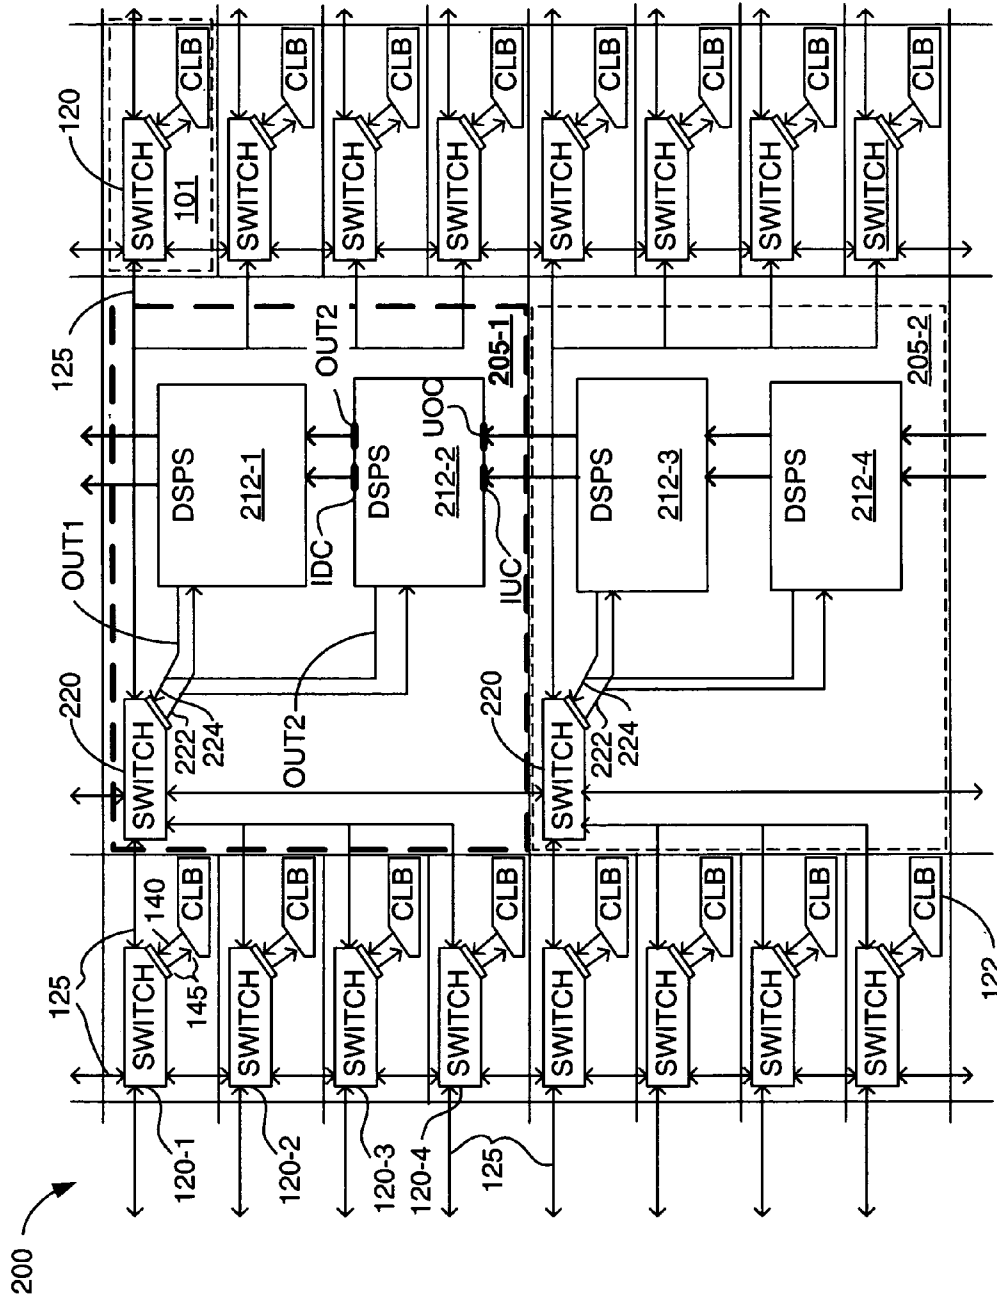 200
125
220
125
120
120-1
SWITCH
140
145
CLB
SWITCH
222
224
OUT1
DSPS
212-1
SWITCH
101
CLB
120-2
SWITCH
CLB
SWITCH
CLB
OUT2
IDC
OUT2
120-3
SWITCH
CLB
DSPS
212-2
SWITCH
CLB
120-4
SWITCH
CLB
UOC
IUC
205-1
SWITCH
CLB
125
SWITCH
CLB
220
SWITCH
222
224
DSPS
212-3
SWITCH
CLB
SWITCH
CLB
SWITCH
CLB
SWITCH
CLB
DSPS
212-4
SWITCH
CLB
SWITCH
CLB
205-2
SWITCH
CLB
122